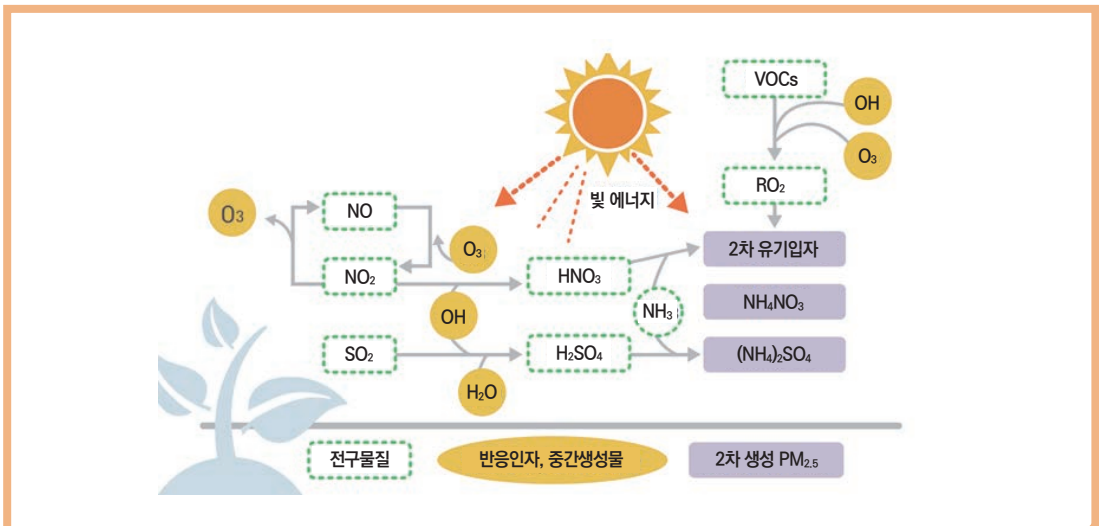 VOCs
OH
O₃
RO₂
빛 에너지
O₃
NO
O₃
2차 유기입자
NO₂
HNO₃
OH
NH₃
NH₄NO₃
SO₂
H₂SO₄
(NH₄)₂SO₄
H₂O
전구물질
반응인자, 중간생성물
2차 생성 PM₂.₅